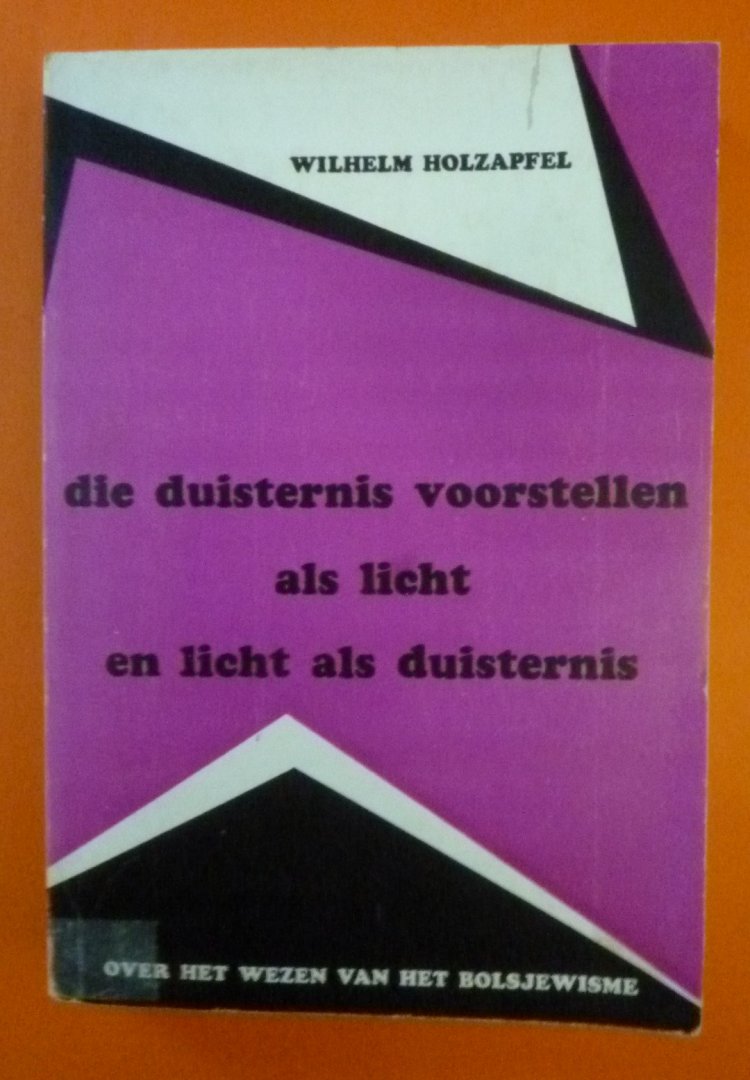 WILHELM HOLZAPFEL
die duisternis voorstellen
als licht
en licht als duisternis
OVER HET WEZEN VAN HET BOLSJEWISME